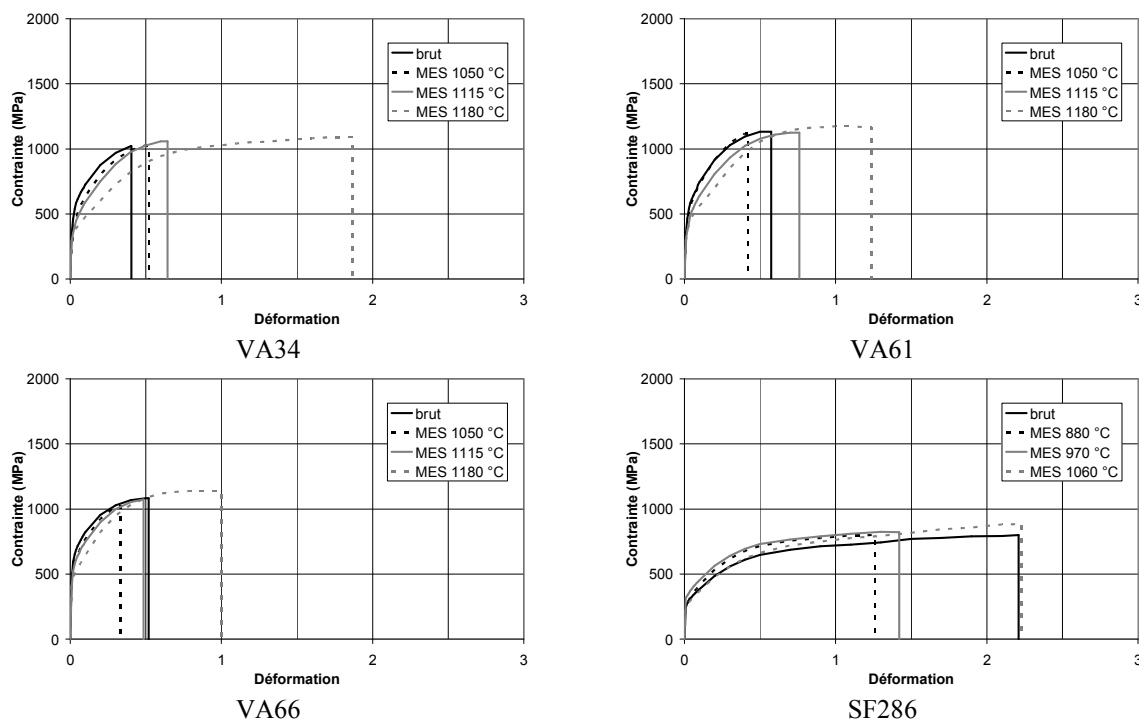 Contrainte (MPa)
2000
1500
1000
500
0
0
1
2
3
Déformation
brut
MES 1050 °C
MES 1115 °C
MES 1180 °C
VA34
Contrainte (MPa)
2000
1500
1000
500
0
0
1
2
3
Déformation
brut
MES 1050 °C
MES 1115 °C
MES 1180 °C
VA61
Contrainte (MPa)
2000
1500
1000
500
0
0
1
2
3
Déformation
brut
MES 1050 °C
MES 1115 °C
MES 1180 °C
VA66
Contrainte (MPa)
2000
1500
1000
500
0
0
1
2
3
Déformation
brut
MES 880 °C
MES 970 °C
MES 1060 °C
SF286